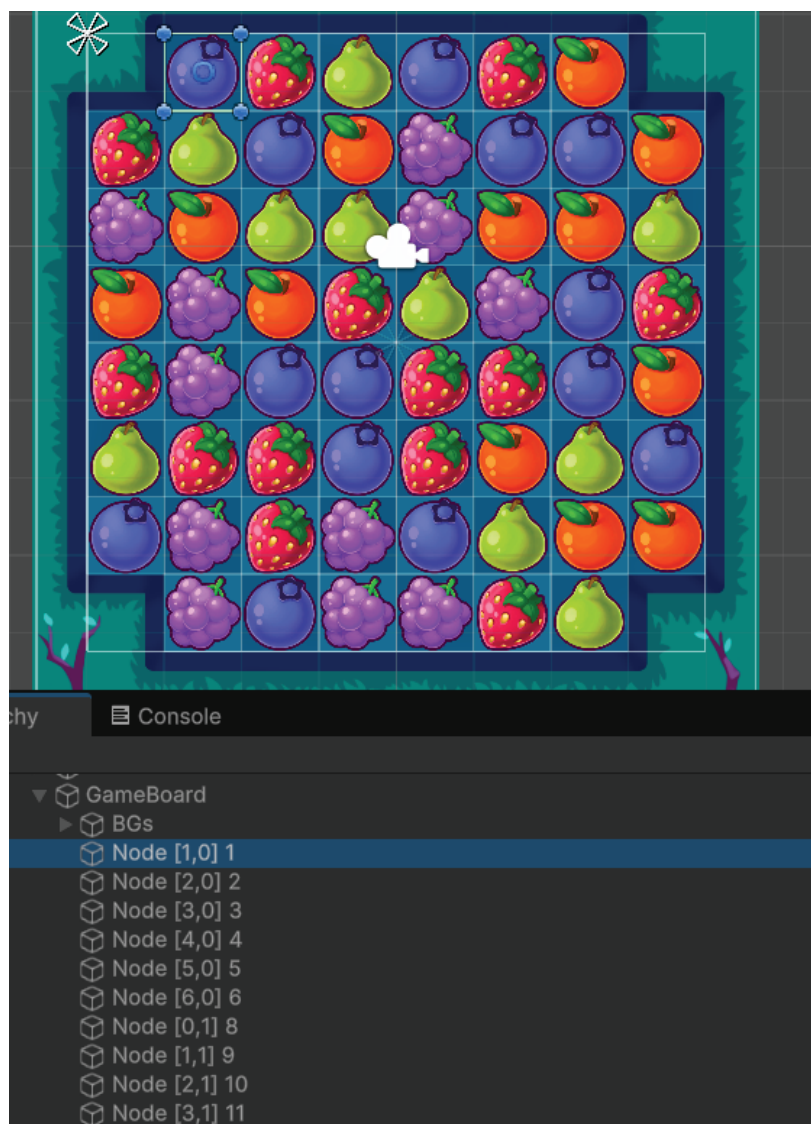 chy
Console
GameBoard
BGs
Node [1,0] 1
Node [2,0] 2
Node [3,0] 3
Node [4,0] 4
Node [5,0] 5
Node [6,0] 6
Node [0,1] 8
Node [1,1] 9
Node [2,1] 10
Node [3,1] 11